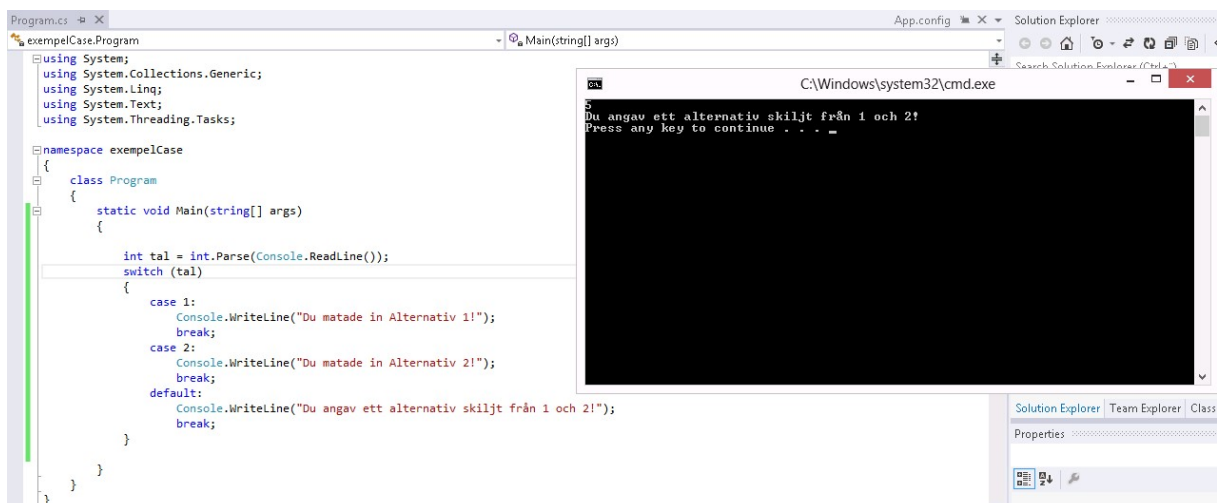 Program.cs
App.config
Solution Explorer
exempelCase.Program
Main(string[] args)
using System;
using System.Collections.Generic;
using System.Linq;
using System.Text;
using System.Threading.Tasks;
namespace exempelCase
{
class Program
{
static void Main(string[] args)
{
int tal = int.Parse(Console.ReadLine());
switch (tal)
{
case 1:
Console.WriteLine("Du matade in Alternativ 1!");
break;
case 2:
Console.WriteLine("Du matade in Alternativ 2!");
break;
default:
Console.WriteLine("Du angav ett alternativ skiljt från 1 och 2!");
break;
}
}
}
}
Search Solution Explorer (Ctrl+
C:\Windows\system32\cmd.exe
5
Du angav ett alternativ skiljt från 1 och 2!
Press any key to continue . . . _
Solution Explorer Team Explorer Class
Properties